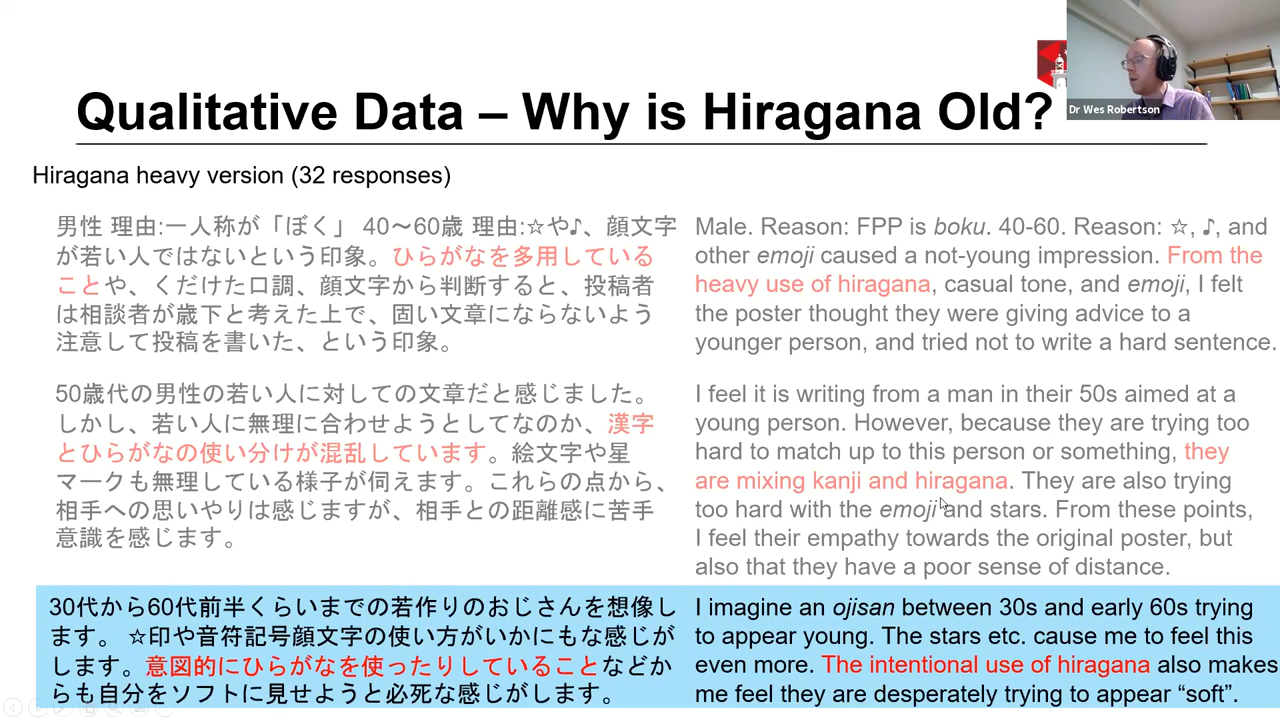 Dr Wes Robertson
Qualitative Data – Why is Hiragana Old?
Hiragana heavy version (32 responses)
男性 理由:一人称が「ぼく」 40〜60歳 理由:☆や♪、顔文字
が若い人ではないという印象。ひらがなを多用している
ことや、くだけた口調、顔文字から判断すると、投稿者
は相談者が歳下と考えた上で、固い文章にならないよう
注意して投稿を書いた、という印象。
50歳代の男性の若い人に対しての文章だと感じました。
しかし、若い人に無理に合わせようとしてなのか、漢字
とひらがなの使い分けが混乱しています。絵文字や星
マークも無理している様子が伺えます。これらの点から、
相手への思いやりは感じますが、相手との距離感に苦手
意識を感じます。
30代から60代前半くらいまでの若作りのおじさんを想像し
ます。 ☆印や音符記号顔文字の使い方がいかにもな感じが
します。意図的にひらがなを使ったりしていることなどか
らも自分をソフトに見せようと必死な感じがします。
Male. Reason: FPP is boku. 40-60. Reason: ☆, ♪, and
other emoji caused a not-young impression. From the
heavy use of hiragana, casual tone, and emoji, I felt
the poster thought they were giving advice to a
younger person, and tried not to write a hard sentence.
I feel it is writing from a man in their 50s aimed at a
young person. However, because they are trying too
hard to match up to this person or something, they
are mixing kanji and hiragana. They are also trying
too hard with the emoji and stars. From these points,
I feel their empathy towards the original poster, but
also that they have a poor sense of distance.
I imagine an ojisan between 30s and early 60s trying
to appear young. The stars etc. cause me to feel this
even more. The intentional use of hiragana also makes
me feel they are desperately trying to appear “soft”.